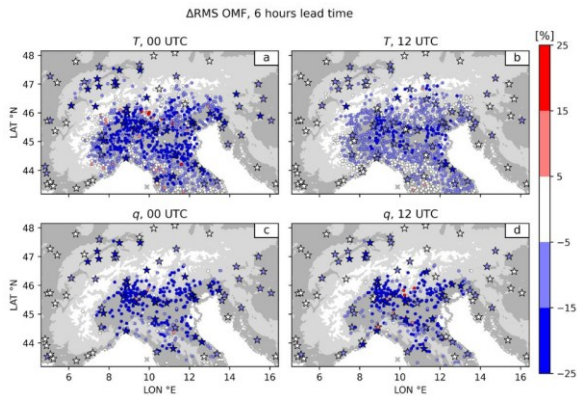 ΔRMS OMF, 6 hours lead time
T, 00 UTC
T, 12 UTC
[%]
a
b
48
47
46
45
44
LAT °N
25
15
5
−5
−15
−25
q, 00 UTC
q, 12 UTC
c
d
48
47
46
45
44
LAT °N
6 8 10 12 14 16
6 8 10 12 14 16
LON °E
LON °E